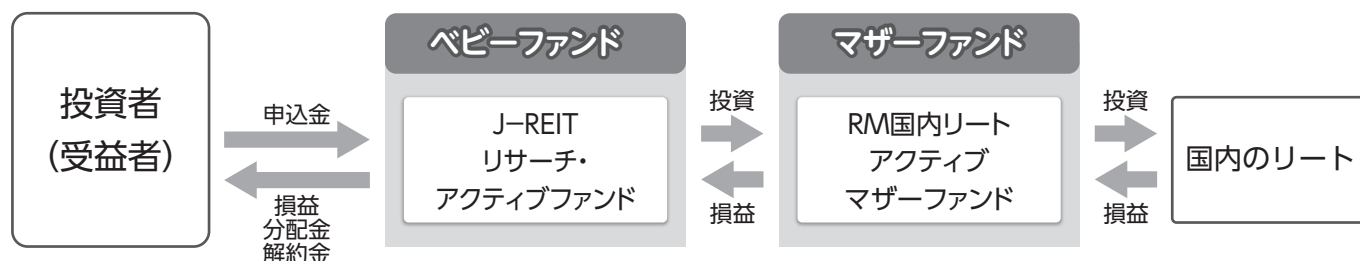 ベビーファンド
マザーファンド
投資者
(受益者)
申込金
損益
分配金
解約金
J-REIT
リサーチ・
アクティブファンド
投資
損益
RM国内リート
アクティブ
マザーファンド
投資
損益
国内のリート